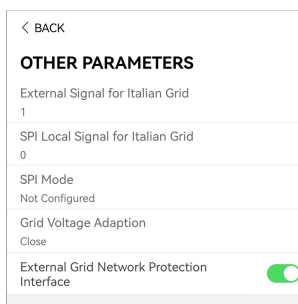 < BACK
OTHER PARAMETERS
External Signal for Italian Grid
1
SPI Local Signal for Italian Grid
0
SPI Mode
Not Configured
Grid Voltage Adaption
Close
External Grid Network Protection
Interface